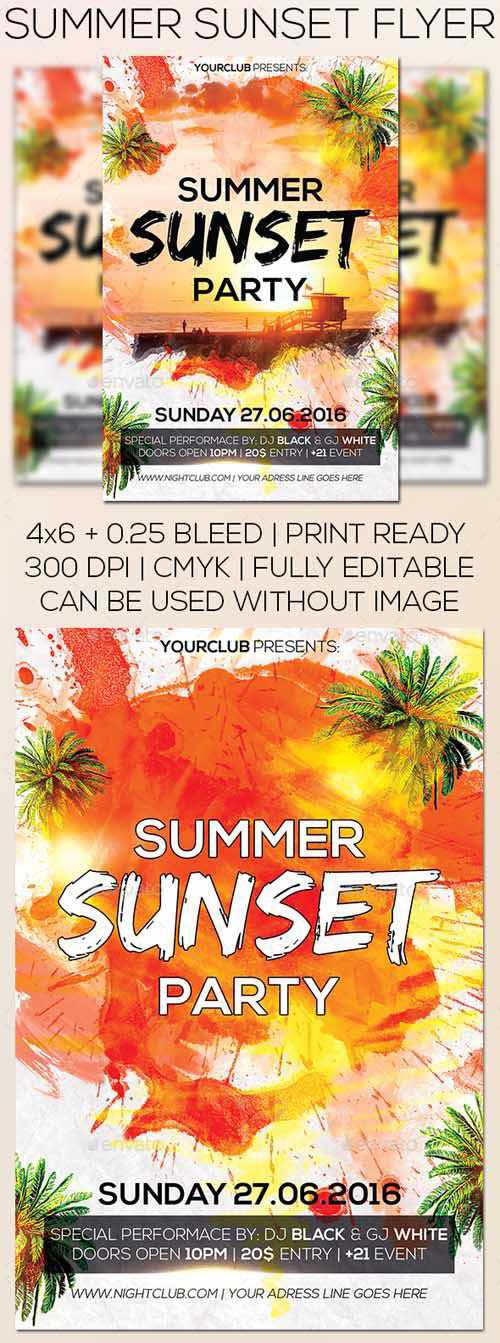 SUMMER SUNSET FLYER
YOURCLUB PRESENTS:
SUMMER
SUNSET
PARTY
SUNDAY 27.06.2016
SPECIAL PERFORMACE BY: DJ BLACK & GJ WHITE
DOORS OPEN 10PM | 20$ ENTRY | +21 EVENT
WWW.NIGHTCLUB.COM | YOUR ADRESS LINE GOES HERE
4x6 + 0.25 BLEED | PRINT READY
300 DPI | CMYK | FULLY EDITABLE
CAN BE USED WITHOUT IMAGE
YOURCLUB PRESENTS:
SUMMER
SUNSET
PARTY
SUNDAY 27.06.2016
SPECIAL PERFORMACE BY: DJ BLACK & GJ WHITE
DOORS OPEN 10PM | 20$ ENTRY | +21 EVENT
WWW.NIGHTCLUB.COM | YOUR ADRESS LINE GOES HERE